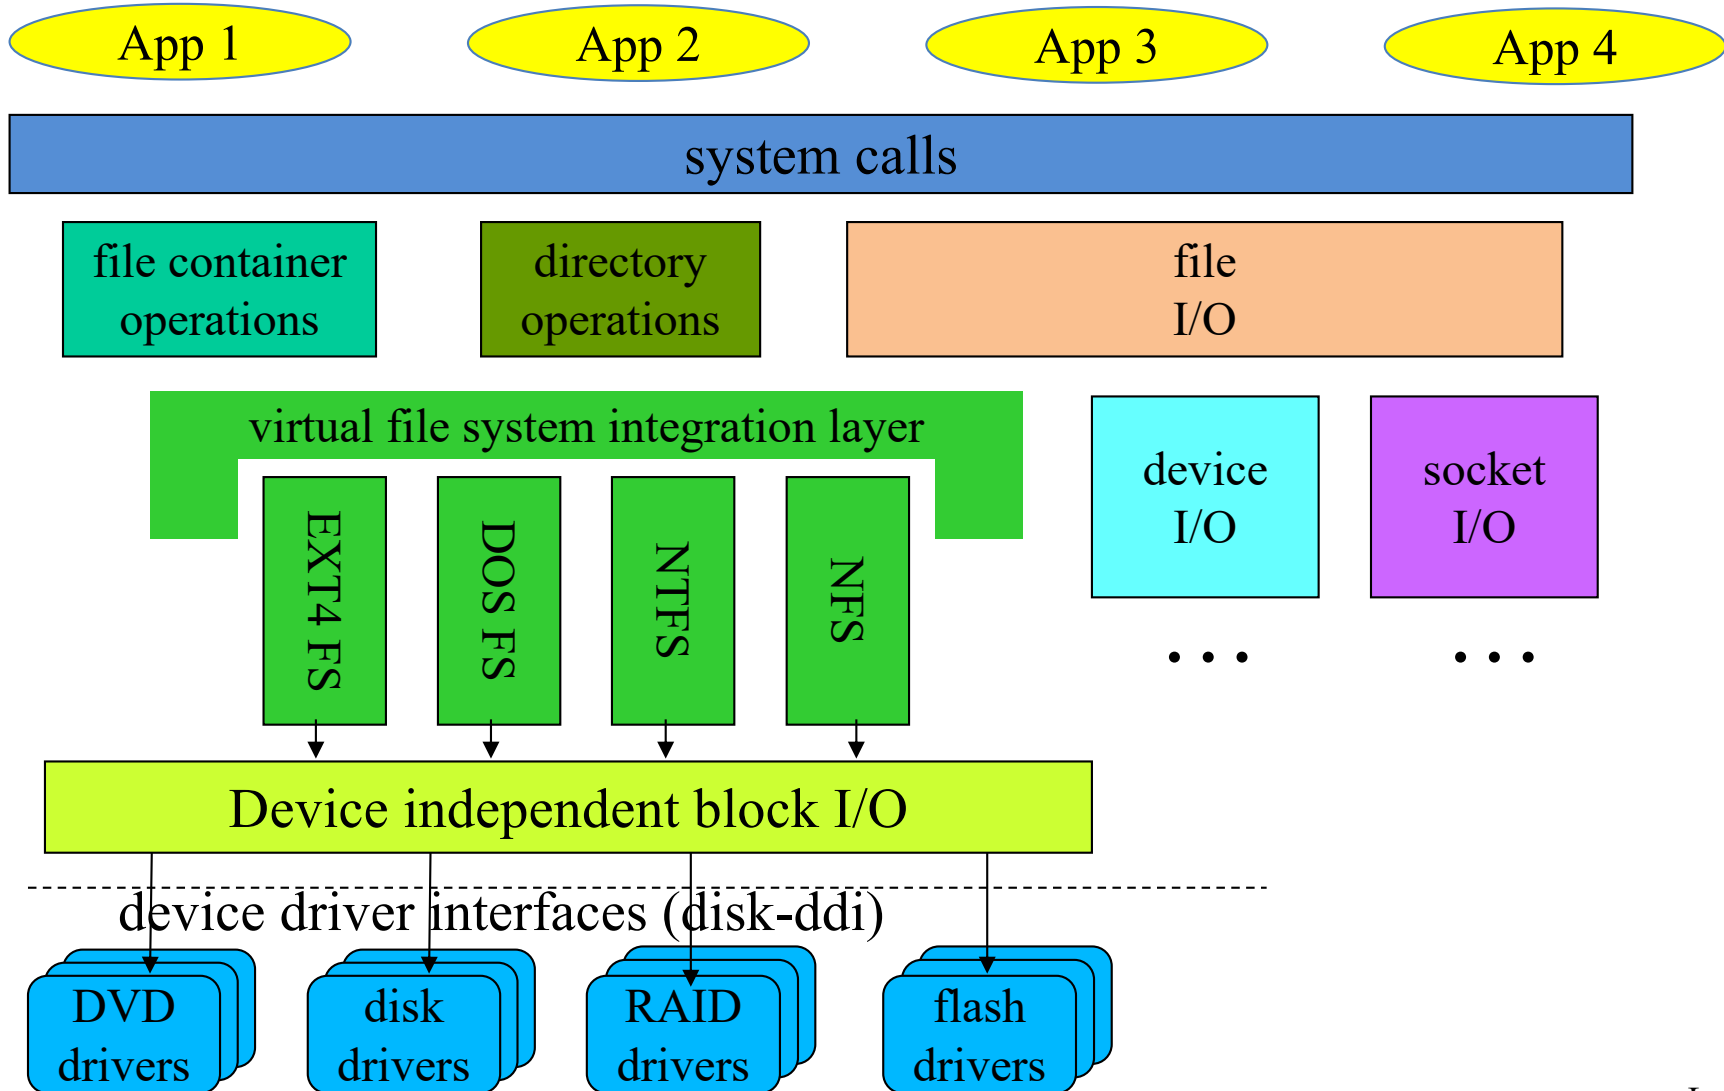 App 1
App 2
App 3
App 4
system calls
file container
operations
directory
operations
file
I/O
virtual file system integration layer
device
I/O
socket
I/O
EXT4 FS
DOS FS
NTFS
NFS
. . .
. . .
Device independent block I/O
device driver interfaces (disk-ddi)
DVD
drivers
disk
drivers
RAID
drivers
flash
drivers